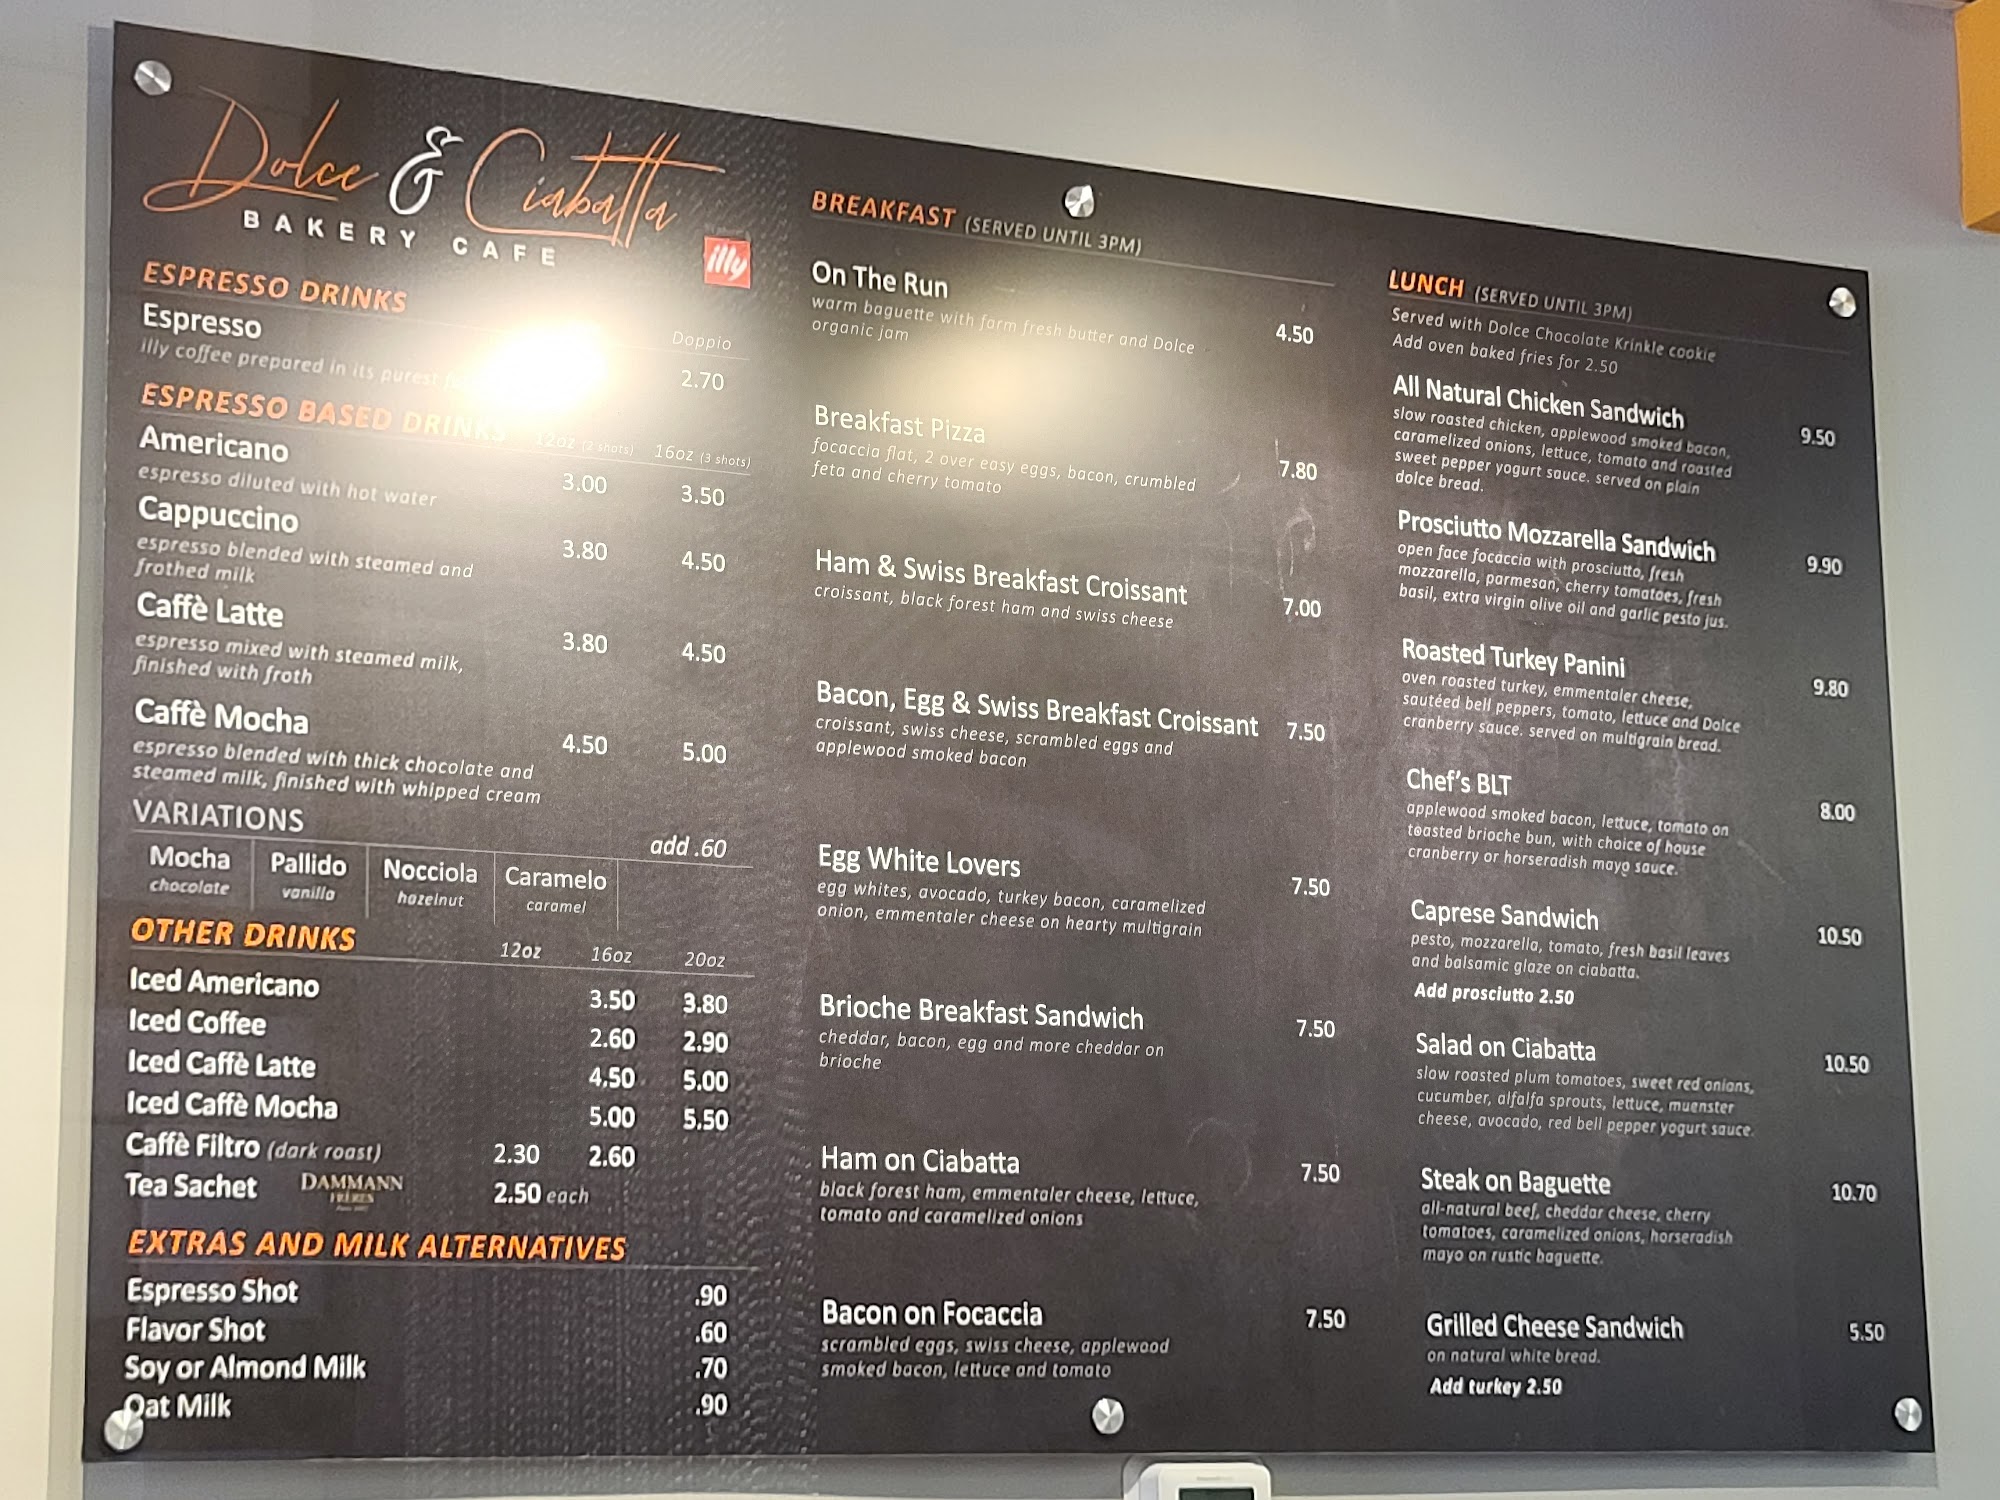 Dolce & Ciabatta
BAKERY CAFE
illy
ESPRESSO DRINKS
Doppio
Espresso 2.70
illy coffee prepared in its purest
ESPRESSO BASED DRINKS 12oz (2 shots) 16oz (3 shots)
Americano 3.00 3.50
espresso diluted with hot water
Cappuccino 3.80 4.50
espresso blended with steamed and
frothed milk
Caffè Latte 3.80 4.50
espresso mixed with steamed milk,
finished with froth
Caffè Mocha 4.50 5.00
espresso blended with thick chocolate and
steamed milk, finished with whipped cream
VARIATIONS add .60
Mocha Pallido Nocciola Caramelo
chocolate vanilla hazelnut caramel
OTHER DRINKS 12oz 16oz 20oz
Iced Americano 3.50 3.80
Iced Coffee 2.60 2.90
Iced Caffè Latte 4.50 5.00
Iced Caffè Mocha 5.00 5.50
Caffè Filtro (dark roast) 2.30 2.60
Tea Sachet DAMMANN 2.50 each
FRÈRES
EXTRAS AND MILK ALTERNATIVES
Espresso Shot .90
Flavor Shot .60
Soy or Almond Milk .70
Oat Milk .90
BREAKFAST (SERVED UNTIL 3PM)
On The Run 4.50
warm baguette with farm fresh butter and Dolce
organic jam
Breakfast Pizza 7.80
focaccia flat, 2 over easy eggs, bacon, crumbled
feta and cherry tomato
Ham & Swiss Breakfast Croissant 7.00
croissant, black forest ham and swiss cheese
Bacon, Egg & Swiss Breakfast Croissant 7.50
croissant, swiss cheese, scrambled eggs and
applewood smoked bacon
Egg White Lovers 7.50
egg whites, avocado, turkey bacon, caramelized
onion, emmentaler cheese on hearty multigrain
Brioche Breakfast Sandwich 7.50
cheddar, bacon, egg and more cheddar on
brioche
Ham on Ciabatta 7.50
black forest ham, emmentaler cheese, lettuce,
tomato and caramelized onions
Bacon on Focaccia 7.50
scrambled eggs, swiss cheese, applewood
smoked bacon, lettuce and tomato
LUNCH (SERVED UNTIL 3PM)
Served with Dolce Chocolate Krinkle cookie
Add oven baked fries for 2.50
All Natural Chicken Sandwich 9.50
slow roasted chicken, applewood smoked bacon,
caramelized onions, lettuce, tomato and roasted
sweet pepper yogurt sauce. served on plain
dolce bread.
Prosciutto Mozzarella Sandwich 9.90
open face focaccia with prosciutto, fresh
mozzarella, parmesan, cherry tomatoes, fresh
basil, extra virgin olive oil and garlic pesto jus.
Roasted Turkey Panini 9.80
oven roasted turkey, emmentaler cheese,
sautéed bell peppers, tomato, lettuce and Dolce
cranberry sauce. served on multigrain bread.
Chef's BLT 8.00
applewood smoked bacon, lettuce, tomato on
toasted brioche bun, with choice of house
cranberry or horseradish mayo sauce.
Caprese Sandwich 10.50
pesto, mozzarella, tomato, fresh basil leaves
and balsamic glaze on ciabatta.
Add prosciutto 2.50
Salad on Ciabatta 10.50
slow roasted plum tomatoes, sweet red onions,
cucumber, alfalfa sprouts, lettuce, muenster
cheese, avocado, red bell pepper yogurt sauce.
Steak on Baguette 10.70
all-natural beef, cheddar cheese, cherry
tomatoes, caramelized onions, horseradish
mayo on rustic baguette.
Grilled Cheese Sandwich 5.50
on natural white bread.
Add turkey 2.50